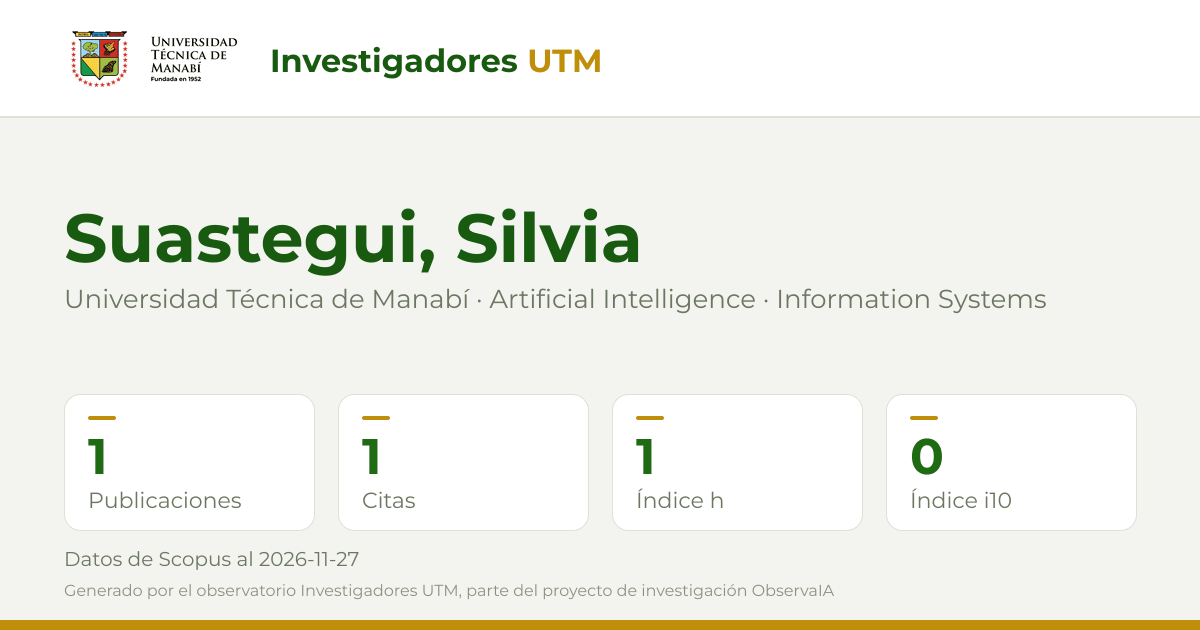 UNIVERSIDAD
TÉCNICA DE
MANABÍ
Fundada en 1952
Investigadores UTM
Suastegui, Silvia
Universidad Técnica de Manabí · Artificial Intelligence · Information Systems
1
Publicaciones
1
Citas
1
Índice h
0
Índice i10
Datos de Scopus al 2026-11-27
Generado por el observatorio Investigadores UTM, parte del proyecto de investigación ObservaIA